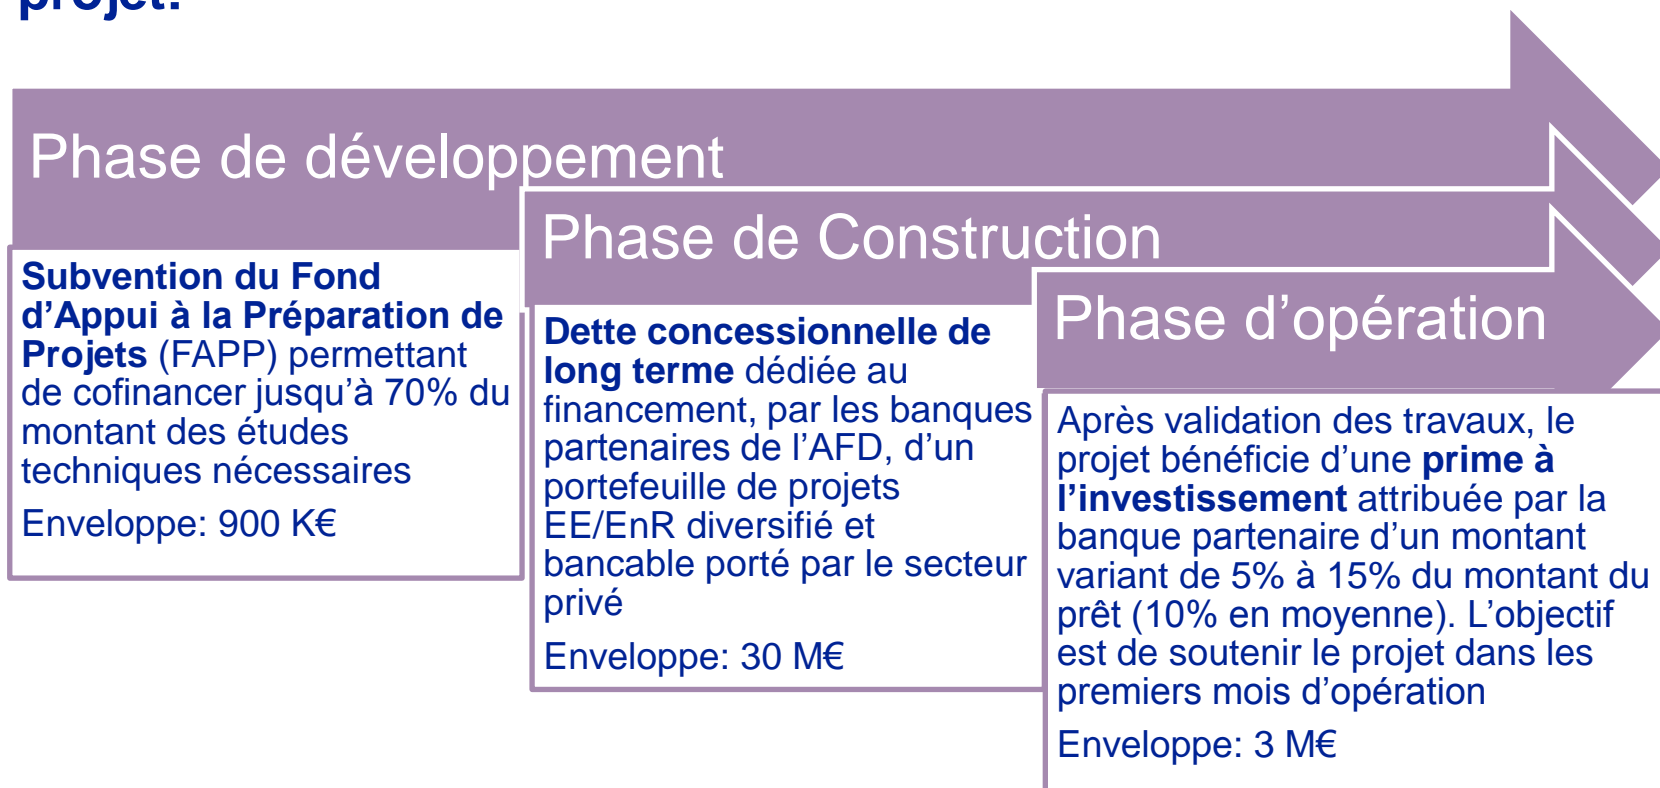 projet.
Phase de développement
Subvention du Fond
d’Appui à la Préparation de
Projets (FAPP) permettant
de cofinancer jusqu’à 70% du
montant des études
techniques nécessaires
Enveloppe: 900 K€
Phase de Construction
Dette concessionnelle de
long terme dédiée au
financement, par les banques
partenaires de l’AFD, d’un
portefeuille de projets
EE/EnR diversifié et
bancable porté par le secteur
privé
Enveloppe: 30 M€
Phase d’opération
Après validation des travaux, le
projet bénéficie d’une prime à
l’investissement attribuée par la
banque partenaire d’un montant
variant de 5% à 15% du montant du
prêt (10% en moyenne). L’objectif
est de soutenir le projet dans les
premiers mois d’opération
Enveloppe: 3 M€